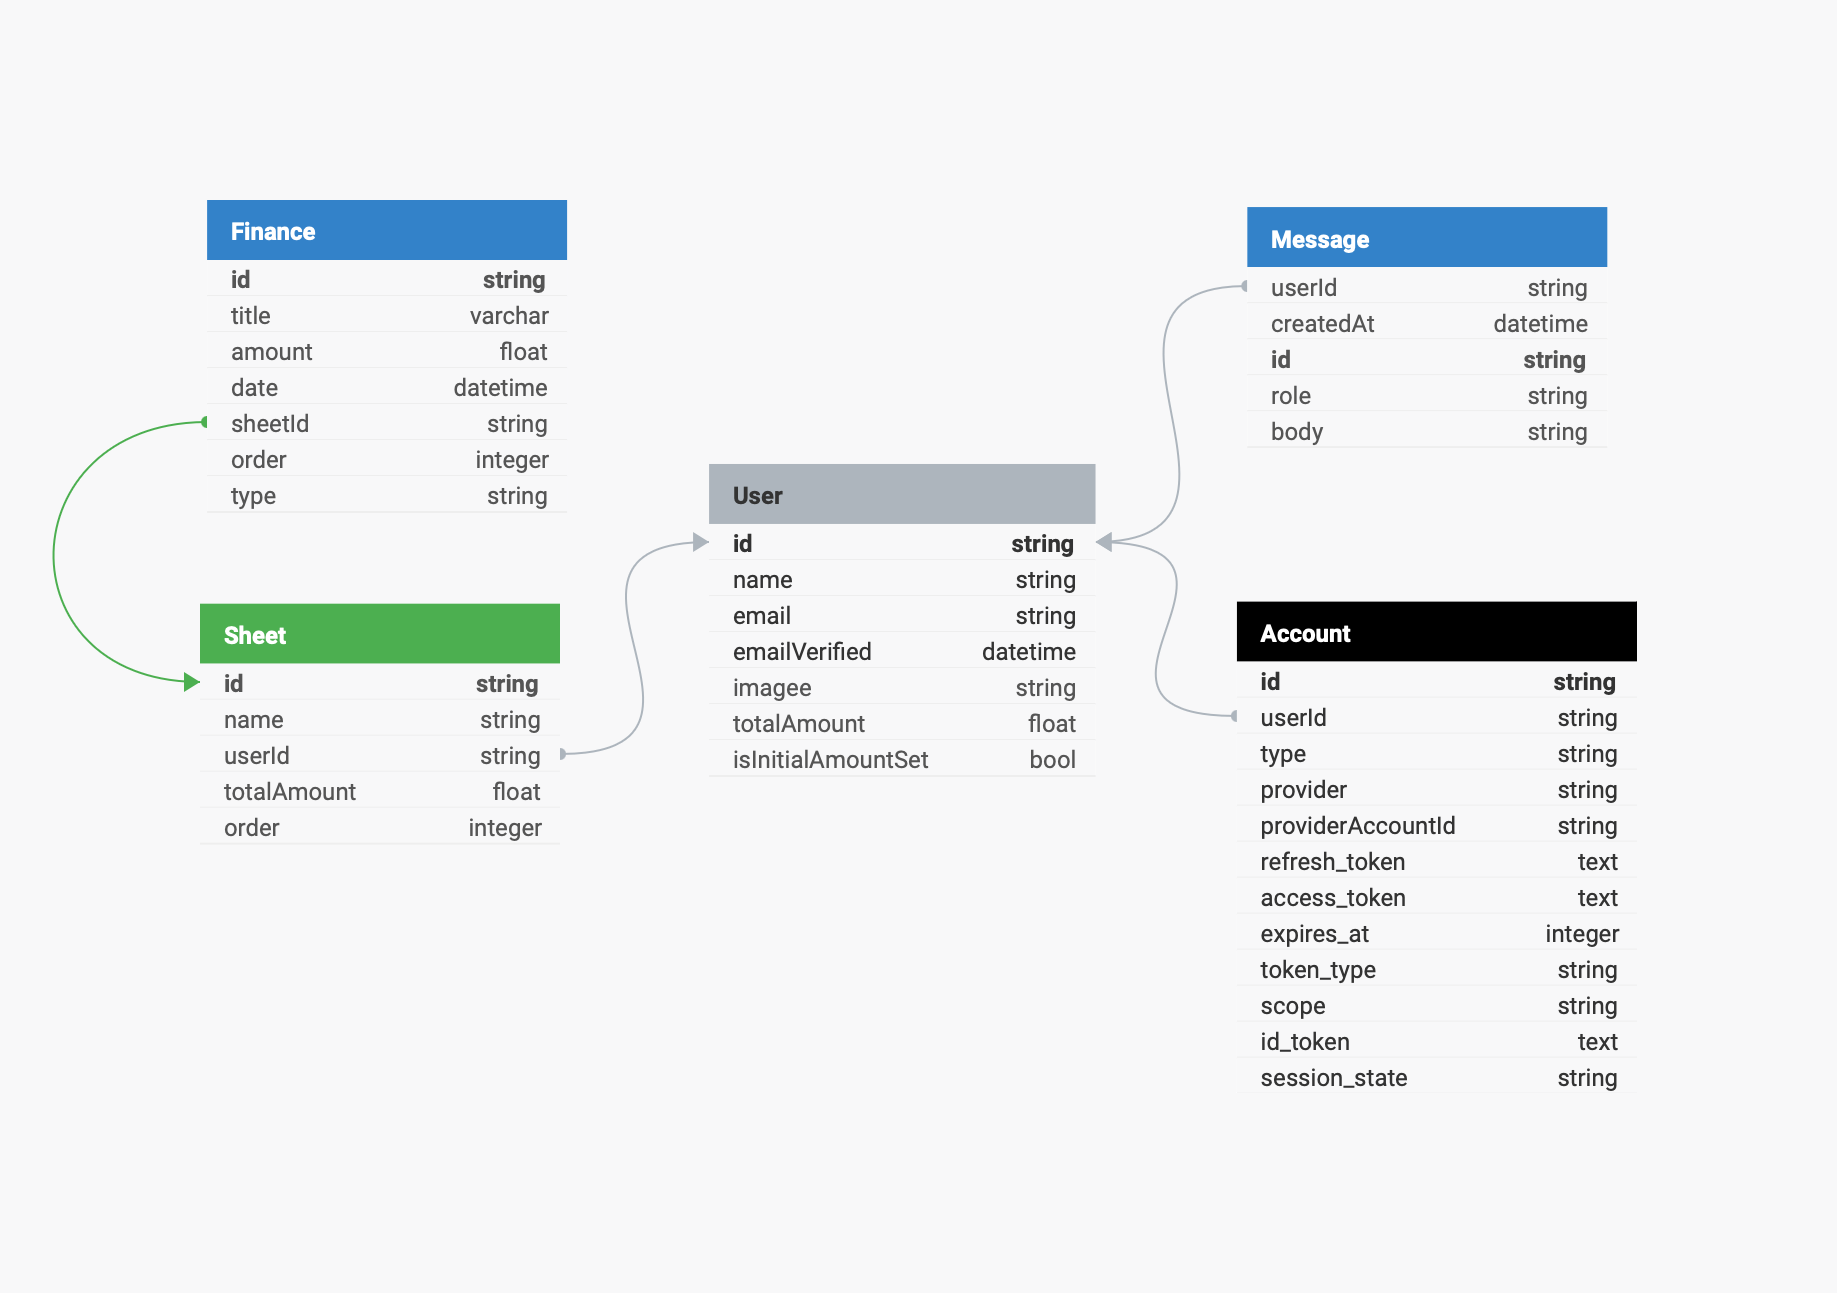 Finance
id string
title varchar
amount float
date datetime
sheetId string
order integer
type string
Sheet
id string
name string
userId string
totalAmount float
order integer
User
id string
name string
email string
emailVerified datetime
imagee string
totalAmount float
isInitialAmountSet bool
Message
userId string
createdAt datetime
id string
role string
body string
Account
id string
userId string
type string
provider string
providerAccountId string
refresh_token text
access_token text
expires_at integer
token_type string
scope string
id_token text
session_state string